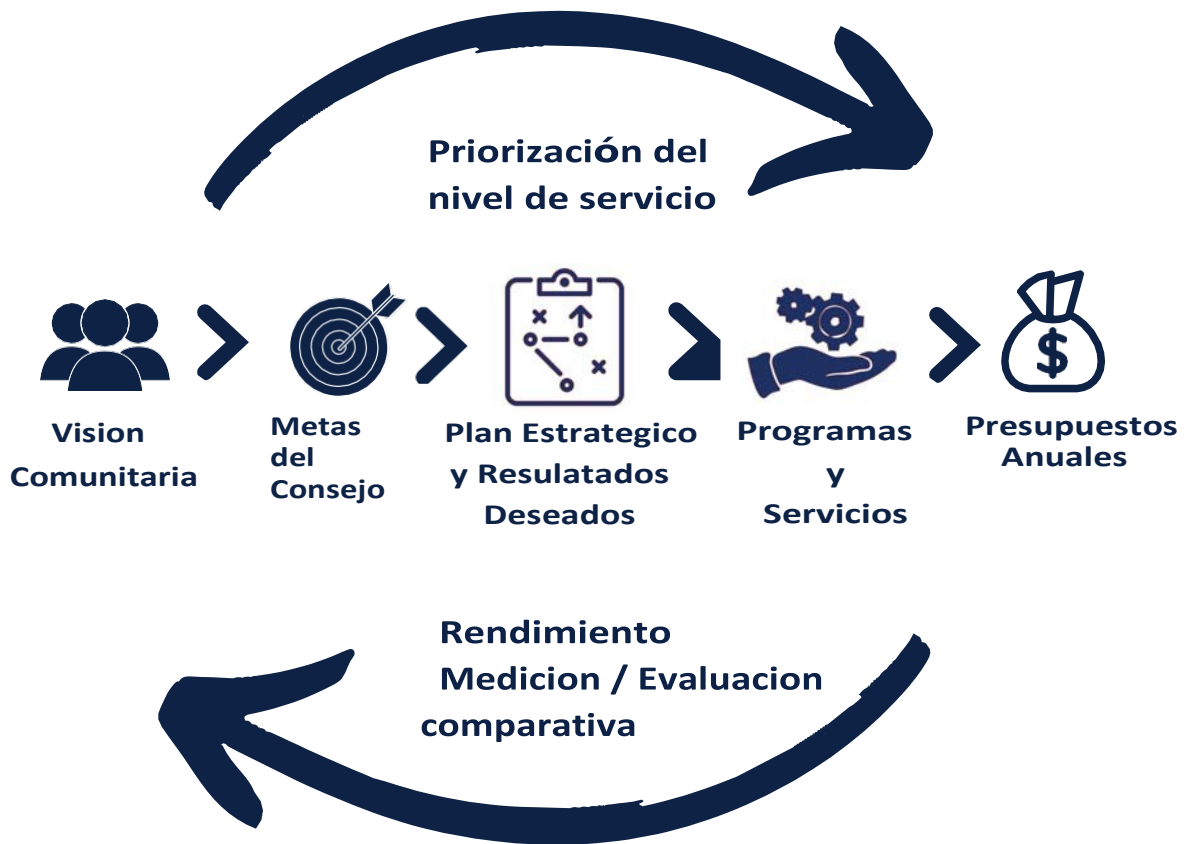 Priorización del
nivel de servicio
Vision
Comunitaria
Metas
del
Consejo
Plan Estrategico
y Resulatados
Deseados
Programas
y
Servicios
$
Presupuestos
Anuales
Rendimiento
Medicion / Evaluacion
comparativa